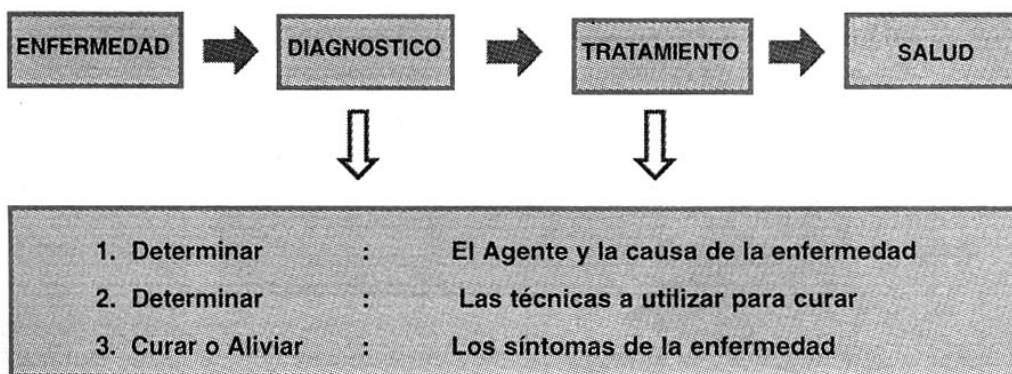 ENFERMEDAD DIAGNOSTICO TRATAMIENTO SALUD
1. Determinar : El Agente y la causa de la enfermedad
2. Determinar : Las técnicas a utilizar para curar
3. Curar o Aliviar : Los síntomas de la enfermedad